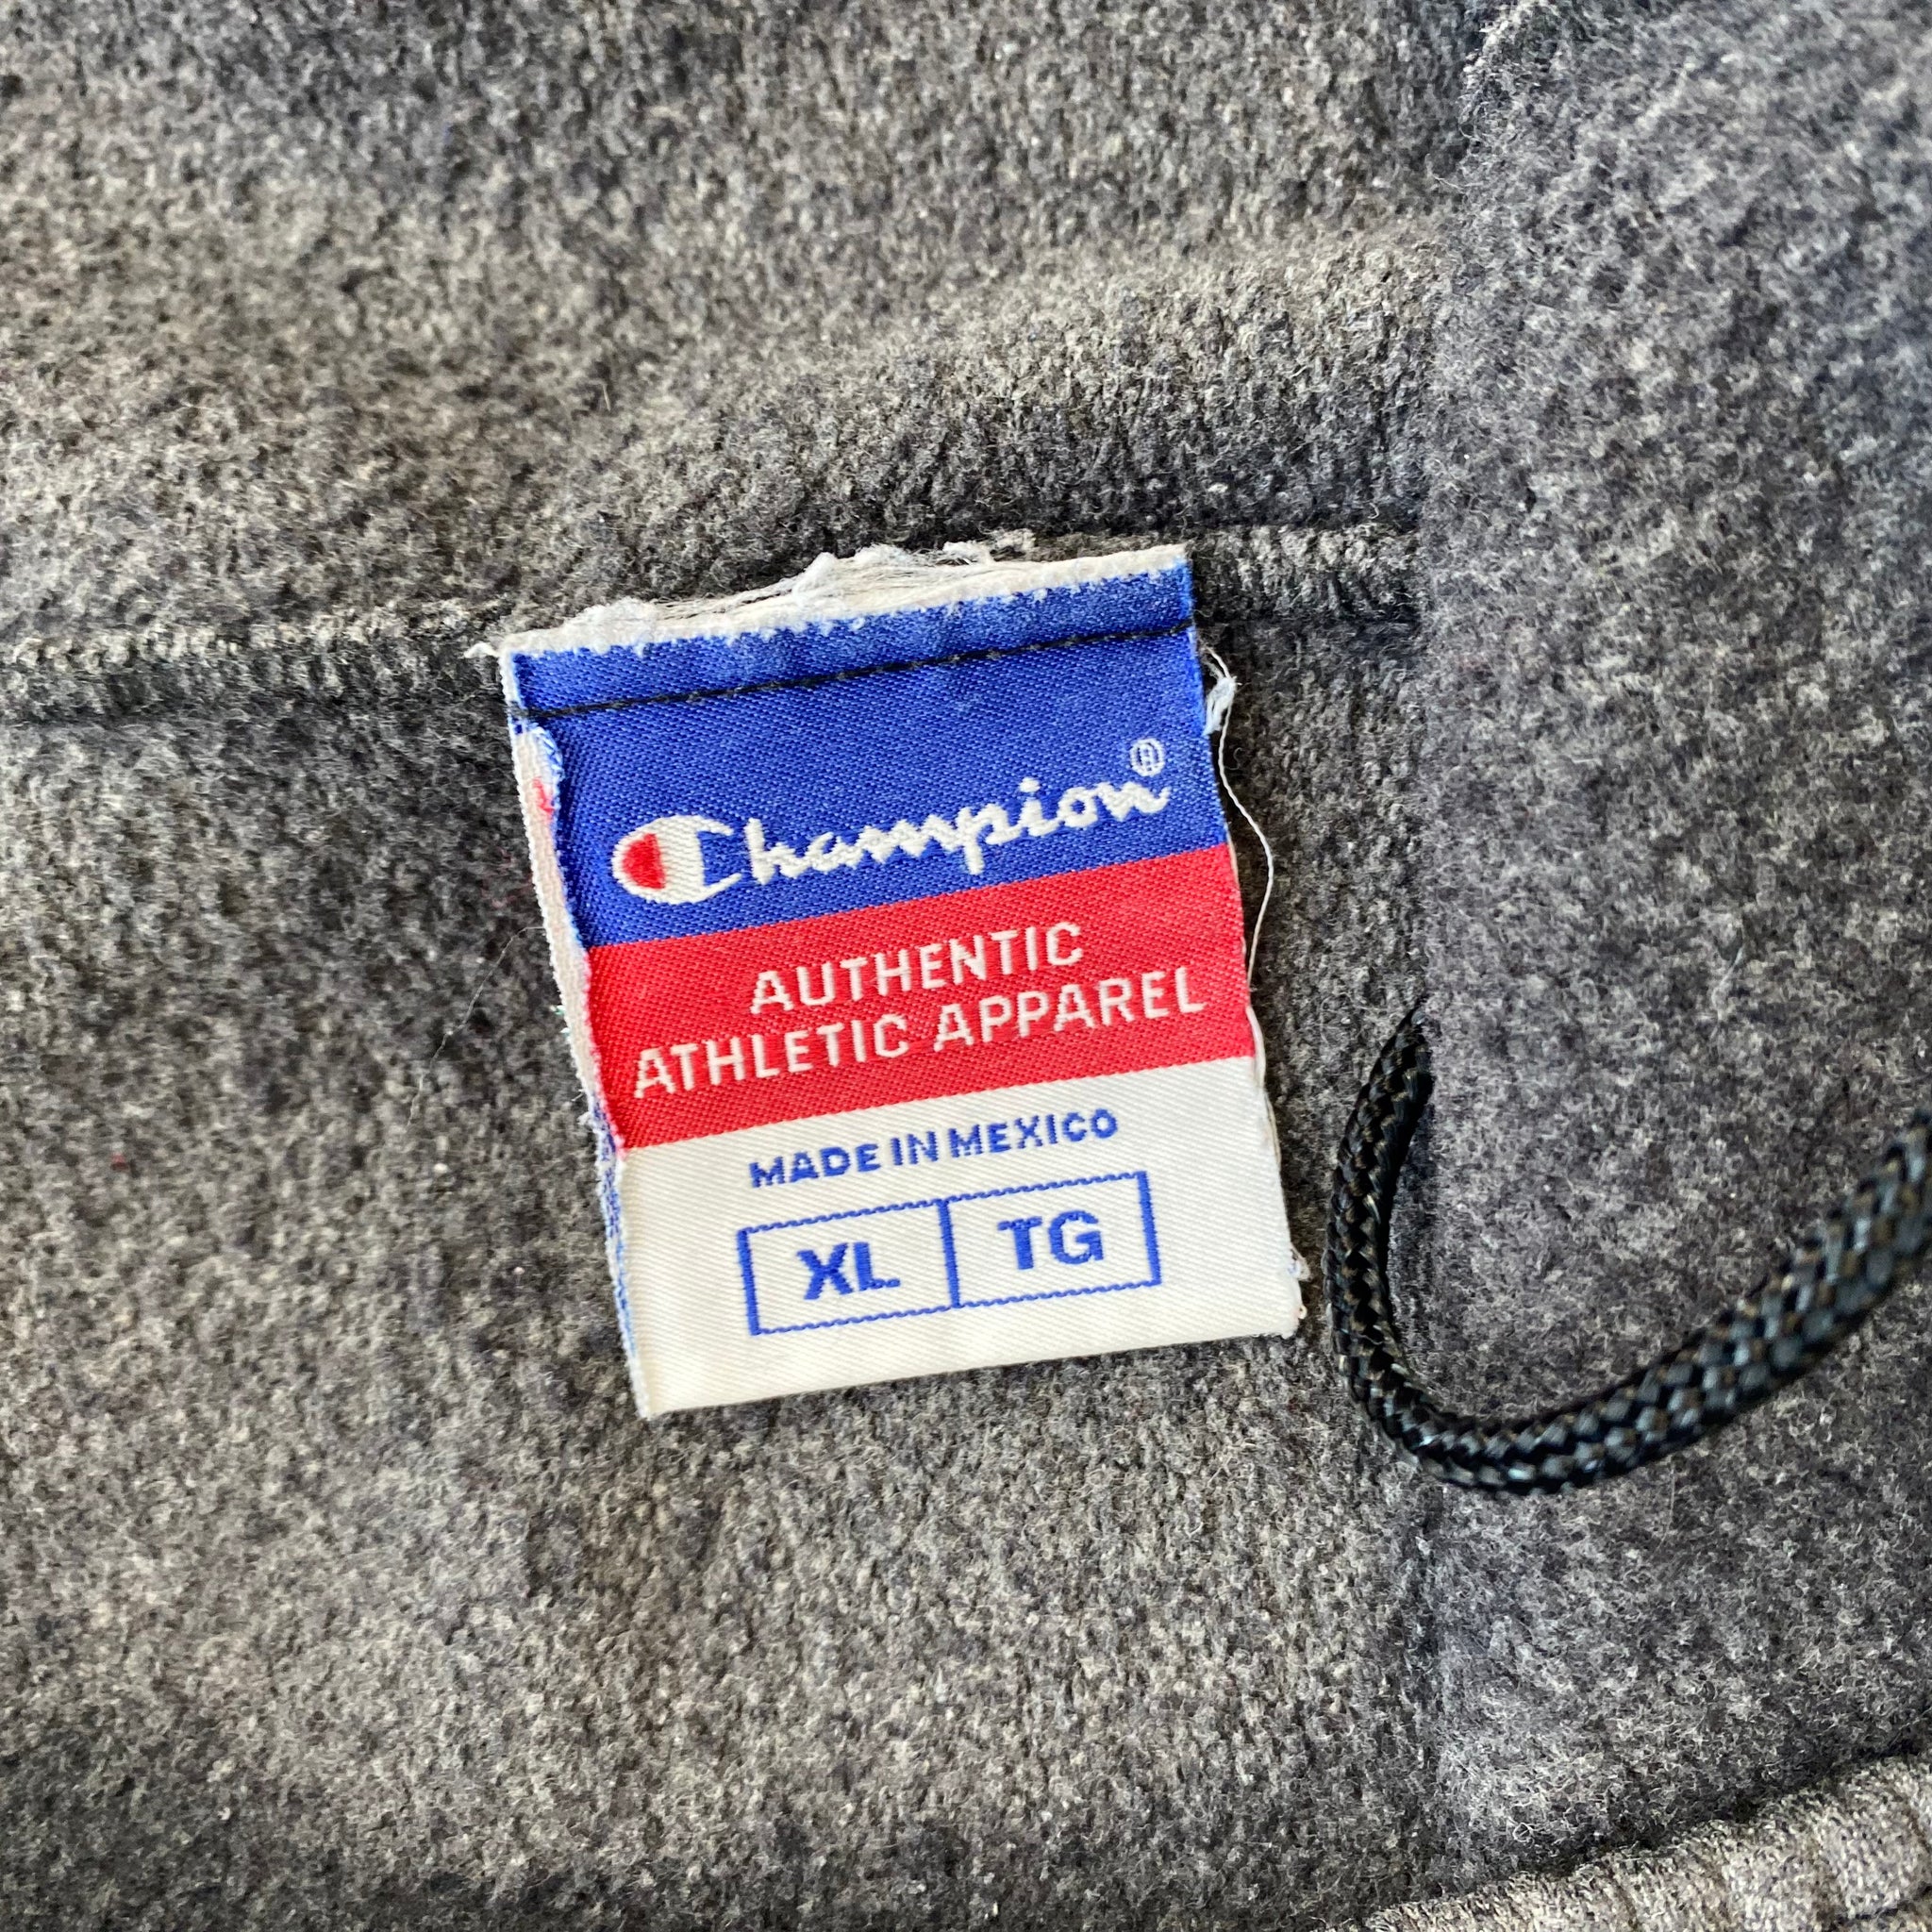 Champion®
AUTHENTIC
ATHLETIC APPAREL
MADE IN MEXICO
XL TG